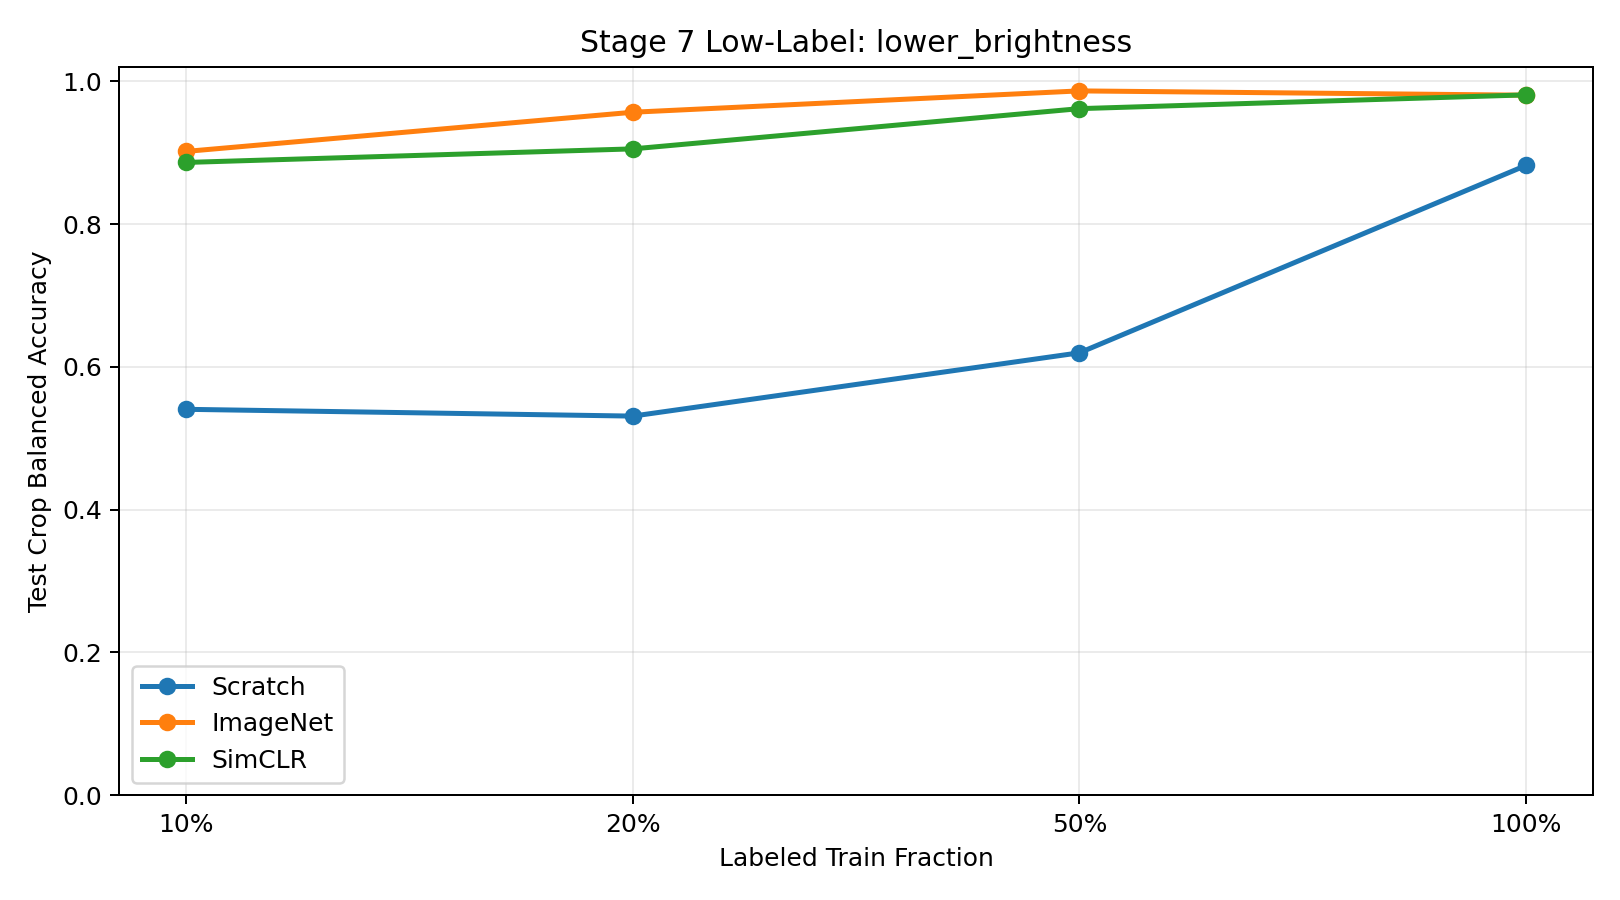 Stage 7 Low-Label: lower_brightness
Test Crop Balanced Accuracy
1.0
0.8
0.6
0.4
0.2
0.0
Scratch
ImageNet
SimCLR
10%
20%
50%
100%
Labeled Train Fraction